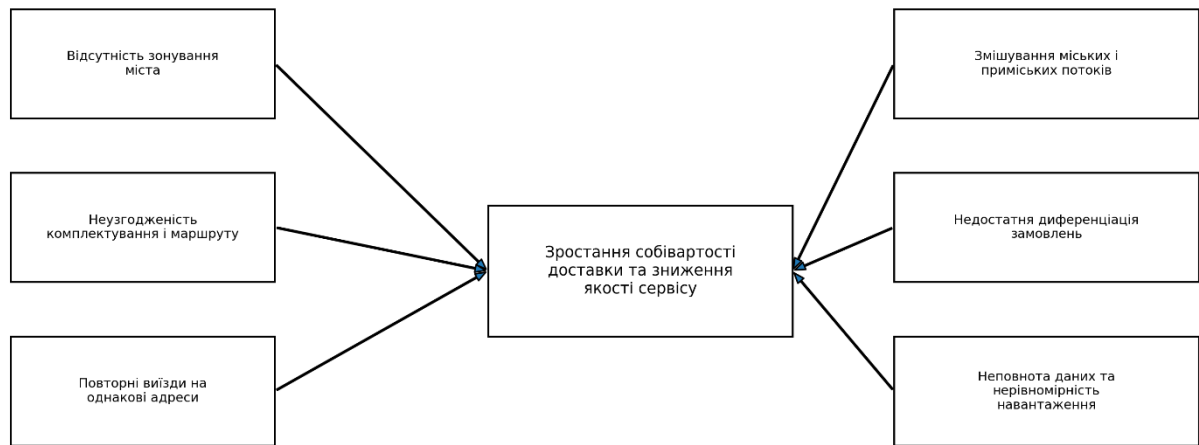 Відсутність зонування
міста
Неузгодженість
комплектування і маршруту
Повторні виїзди на
однакові адреси
Зростання собівартості
доставки та зниження
якості сервісу
Змішування міських і
приміських потоків
Недостатня диференціація
замовлень
Неповнота даних та
нерівномірність
навантаження